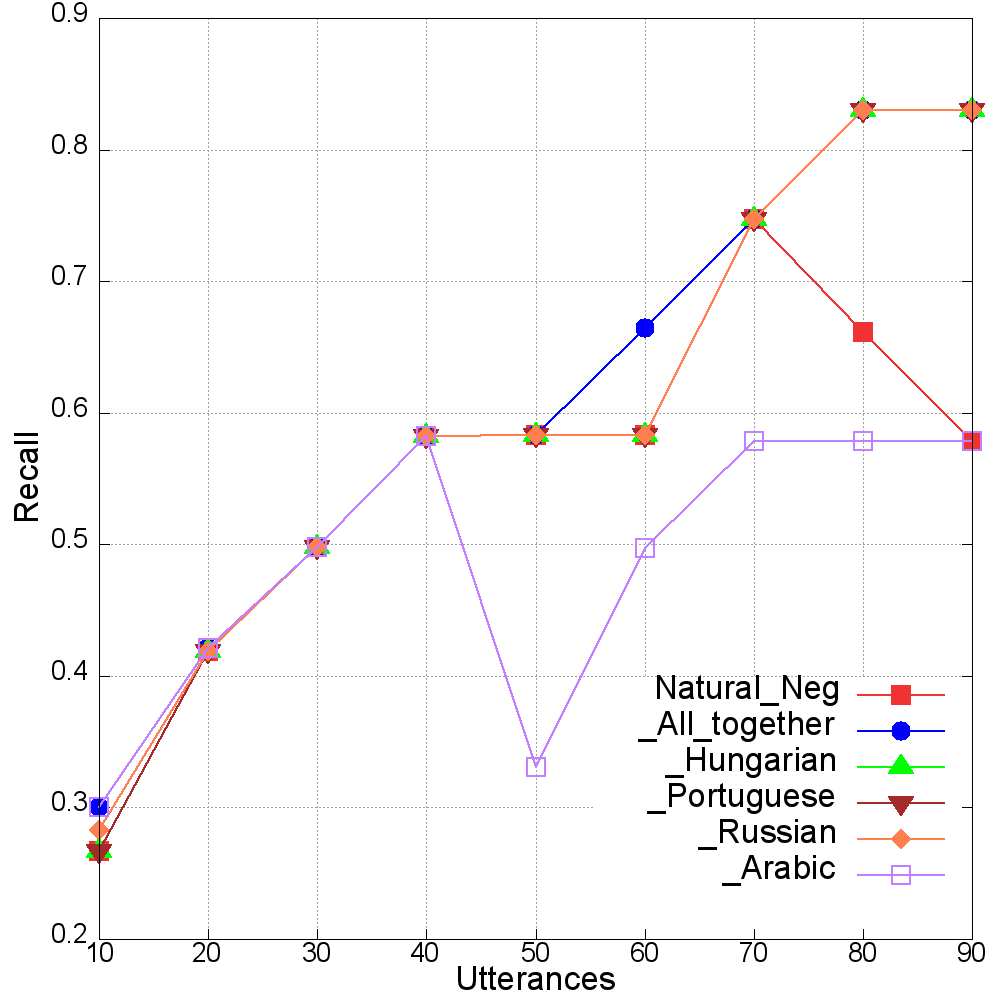 0.9
0.8
0.7
0.6
0.5
0.4
0.3
0.2
Recall
Natural_Neg
_All_together
_Hungarian
_Portuguese
_Russian
_Arabic
10 20 30 40 50 60 70 80 90
Utterances